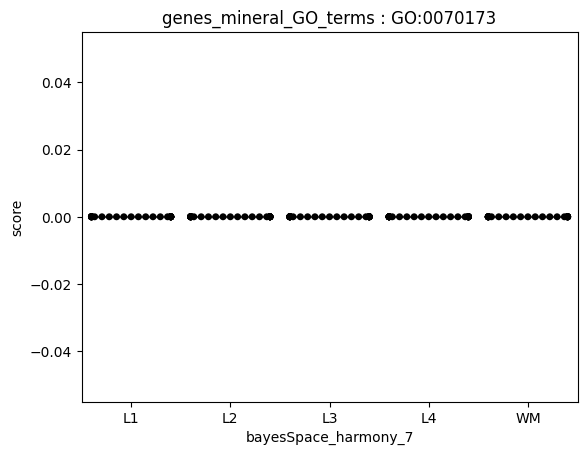 genes_mineral_GO_terms : GO:0070173
0.04
0.02
0.00
−0.02
−0.04
score
L1 L2 L3 L4 WM
bayesSpace_harmony_7